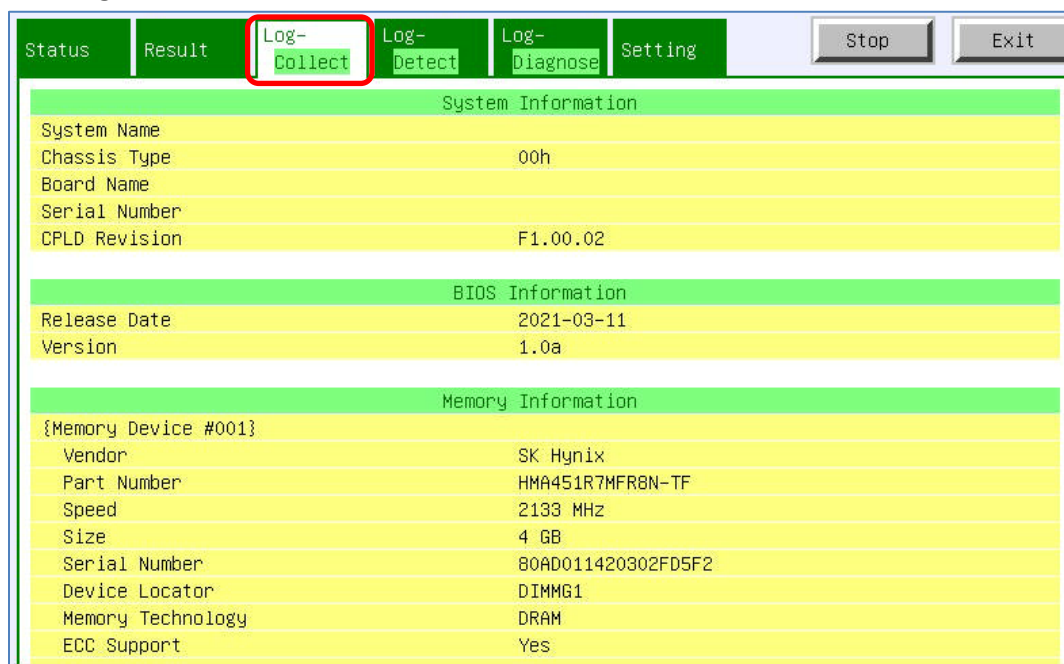 Status Result Log-Collect Log-Detect Log-Diagnose Setting Stop Exit
System Information
System Name
Chassis Type 00h
Board Name
Serial Number
CPLD Revision F1.00.02
BIOS Information
Release Date 2021-03-11
Version 1.0a
Memory Information
{Memory Device #001}
Vendor SK Hynix
Part Number HMA451R7MFR8N-TF
Speed 2133 MHz
Size 4 GB
Serial Number 80AD011420302FD5F2
Device Locator DIMMG1
Memory Technology DRAM
ECC Support Yes